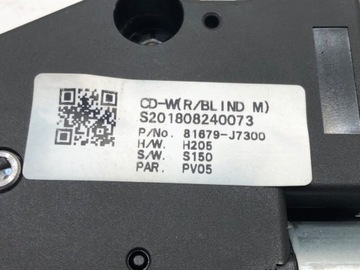 CD-W(R/BLIND M)
S201808240073
P/No. 81679-J7300
H/W. H205
S/W. S150
PAR. PV05